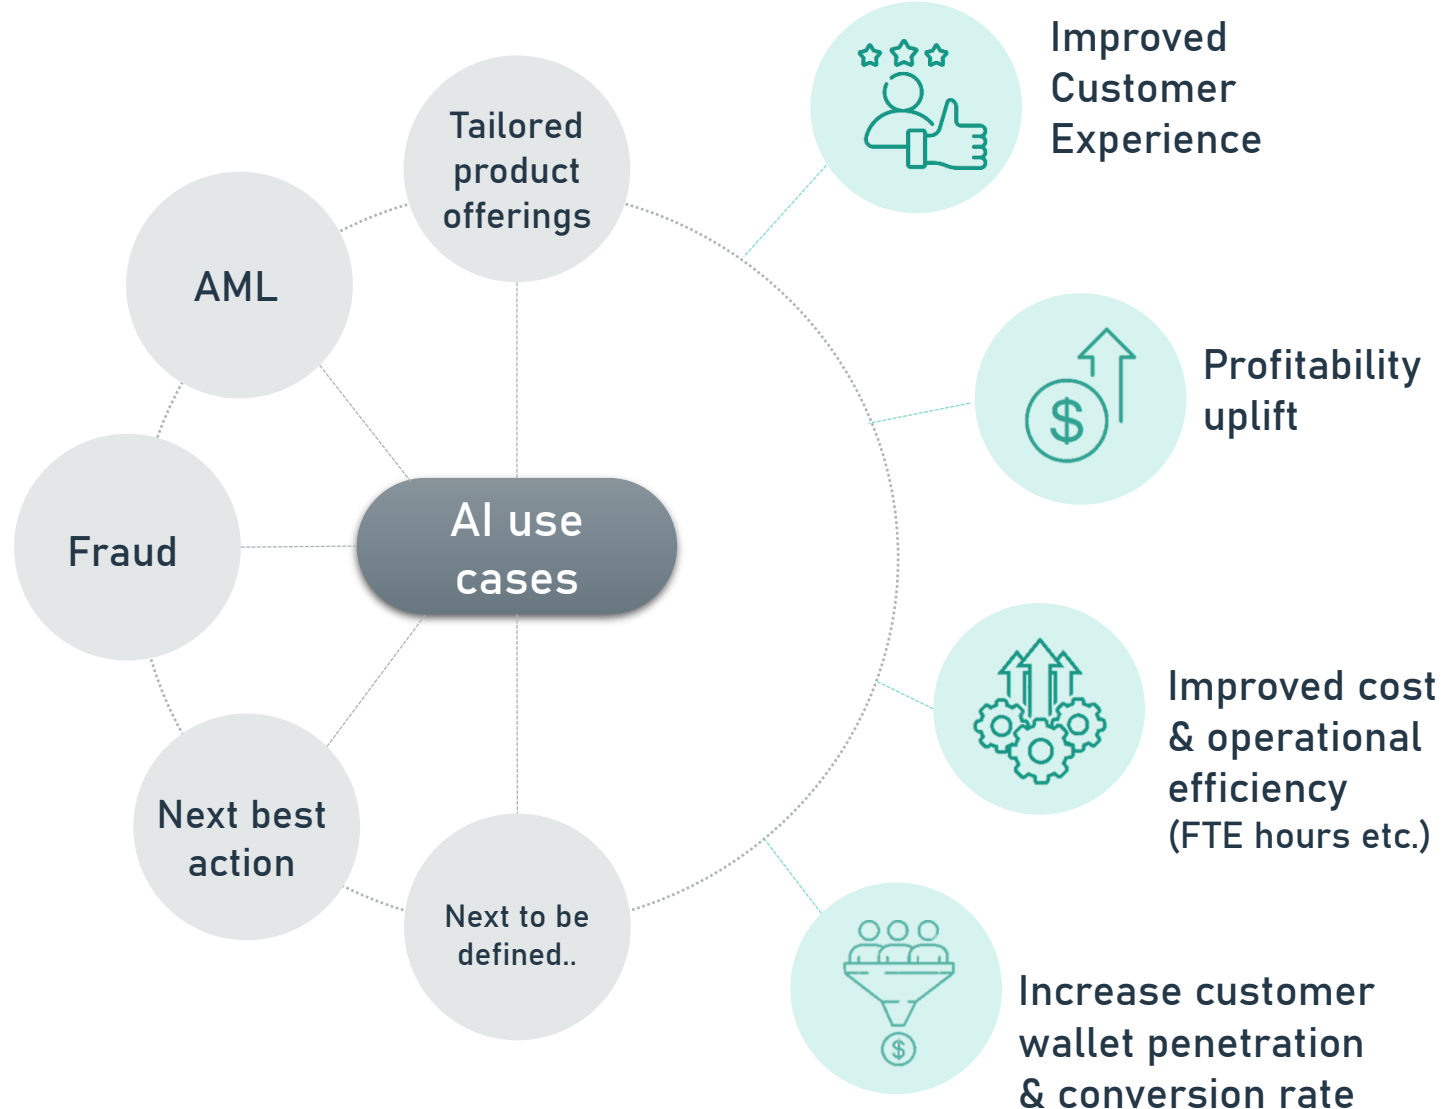 Tailored
product
offerings
AML
Fraud
Next best
action
Next to be
defined..
AI use
cases
Improved
Customer
Experience
$
Profitability
uplift
Improved cost
& operational
efficiency
(FTE hours etc.)
$
Increase customer
wallet penetration
& conversion rate